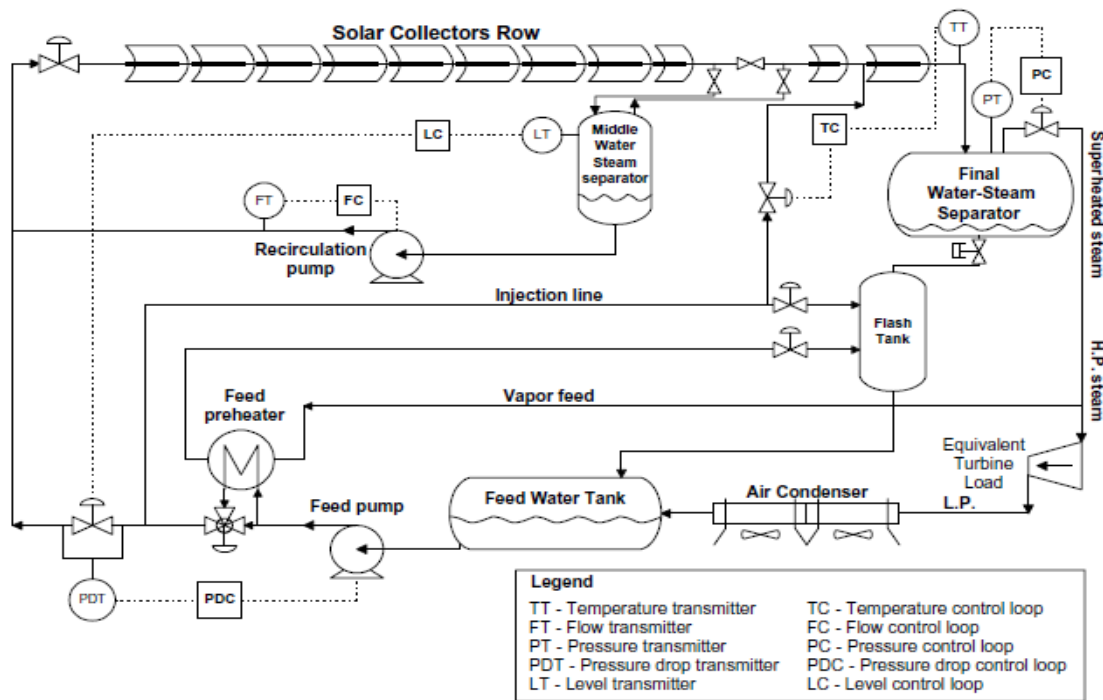 Solar Collectors Row
TT
PC
PT
TC
LC
LT
Middle
Water
Steam
separator
Final
Water-Steam
Separator
Superheated steam
FT
FC
Recirculation
pump
Injection line
Flash
Tank
H.P. steam
Feed
preheater
Vapor feed
Equivalent
Turbine
Load
L.P.
Feed pump
Feed Water Tank
Air Condenser
PDT
PDC
Legend
TT - Temperature transmitter
FT - Flow transmitter
PT - Pressure transmitter
PDT - Pressure drop transmitter
LT - Level transmitter
TC - Temperature control loop
FC - Flow control loop
PC - Pressure control loop
PDC - Pressure drop control loop
LC - Level control loop